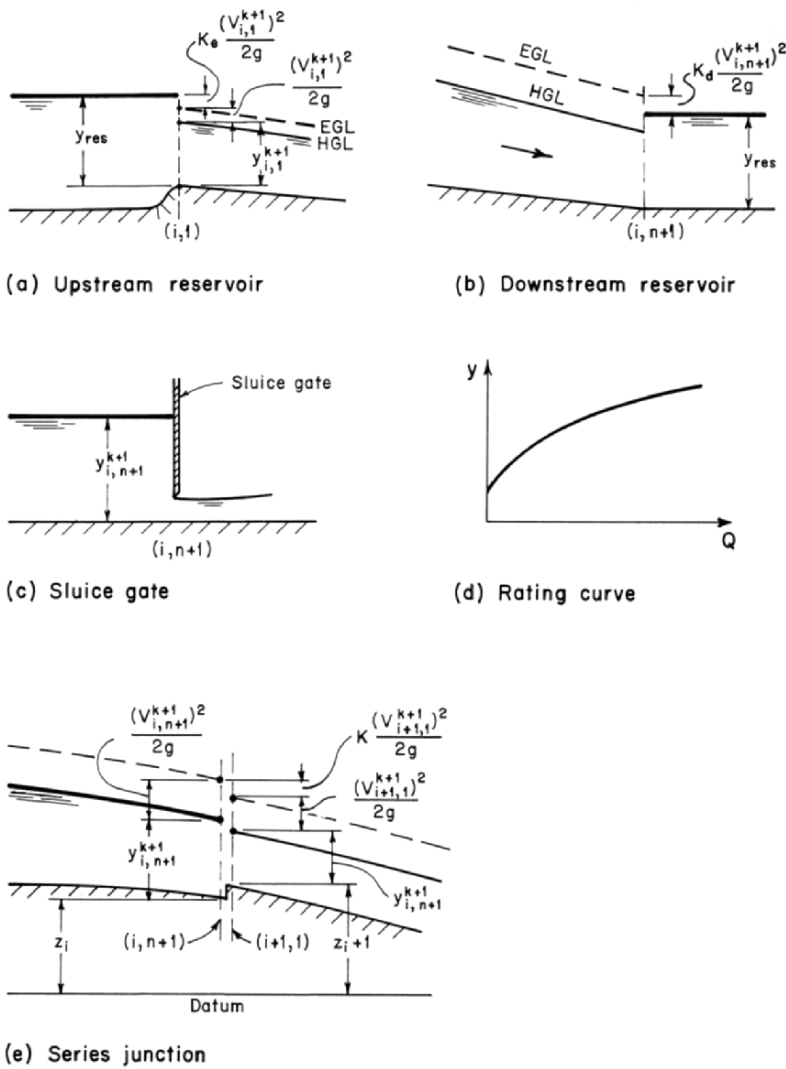 K_e (V_{i,1}^{k+1})^2 / 2g
(V_{i,1}^{k+1})^2 / 2g
y_res
EGL
HGL
y_{i,1}^{k+1}
(i,1)
(a) Upstream reservoir
EGL
HGL
K_d (V_{i,n+1}^{k+1})^2 / 2g
y_res
(i,n+1)
(b) Downstream reservoir
Sluice gate
y_{i,n+1}^{k+1}
(i,n+1)
(c) Sluice gate
y
Q
(d) Rating curve
(V_{i,n+1}^{k+1})^2 / 2g
K (V_{i+1,1}^{k+1})^2 / 2g
(V_{i+1,1}^{k+1})^2 / 2g
y_{i,n+1}^{k+1}
y_{i,n+1}^{k+1}
z_i
(i,n+1)
(i+1,1)
z_i+1
Datum
(e) Series junction